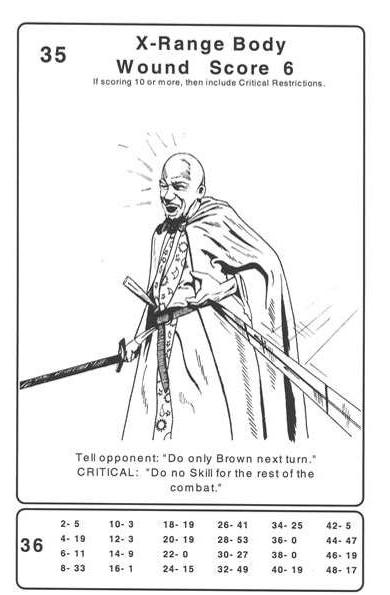 35
X-Range Body
Wound Score 6
If scoring 10 or more, then include Critical Restrictions.
Tell opponent: "Do only Brown next turn."
CRITICAL: "Do no Skill for the rest of the
combat."
36
2- 5 10- 3 18- 19 26- 41 34- 25 42- 5
4- 19 12- 3 20- 19 28- 53 36- 0 44- 47
6- 11 14- 9 22- 0 30- 27 38- 0 46- 19
8- 33 16- 1 24- 15 32- 49 40- 19 48- 17